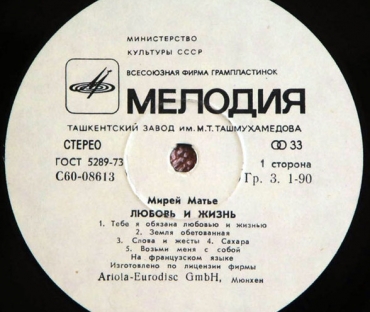 МИНИСТЕРСТВО
КУЛЬТУРЫ СССР
ВСЕСОЮЗНАЯ ФИРМА ГРАМПЛАСТИНОК
МЕЛОДИЯ
ТАШКЕНТСКИЙ ЗАВОД ИМ. М.Т. ТАШМУХАМЕДОВА
СТЕРЕО 33
ГОСТ 5289-73 1 сторона
С60-08613 Гр. 3. 1-90
Мирей Матье
ЛЮБОВЬ И ЖИЗНЬ
1. Тебе я обязана любовью и жизнью
2. Земля обетованная
3. Слова и жесты 4. Сахара
5. Возьми меня с собой
На французском языке
Изготовлено по лицензии фирмы
Ariola-Eurodisc GmbH, Мюнхен